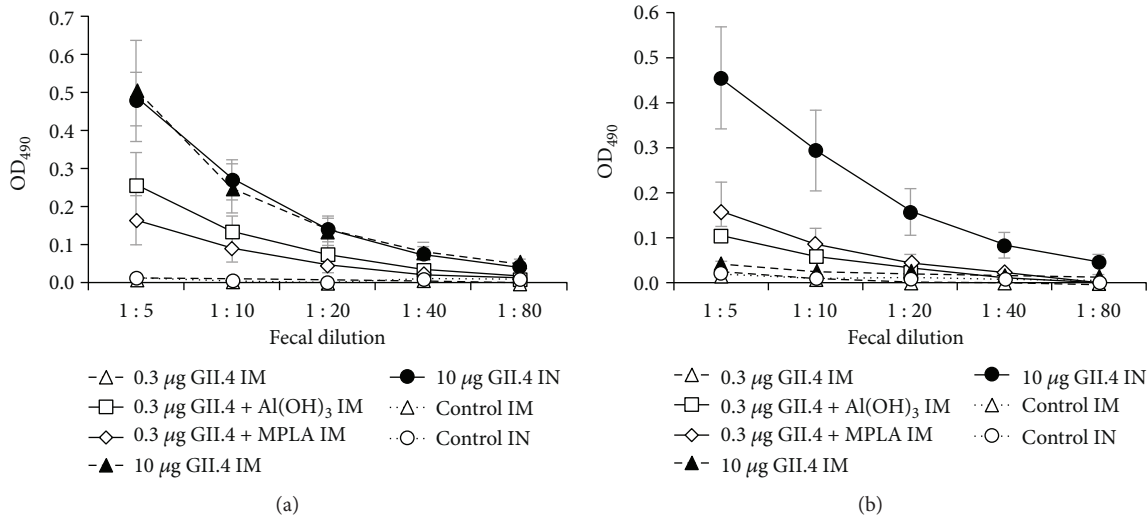 0.7
0.6
0.5
0.4
0.3
0.2
0.1
0.0
OD490
1 : 5 1 : 10 1 : 20 1 : 40 1 : 80
Fecal dilution
0.3 μg GII.4 IM
0.3 μg GII.4 + Al(OH)3 IM
0.3 μg GII.4 + MPLA IM
10 μg GII.4 IM
10 μg GII.4 IN
Control IM
Control IN
(a)
0.6
0.5
0.4
0.3
0.2
0.1
0.0
OD490
1 : 5 1 : 10 1 : 20 1 : 40 1 : 80
Fecal dilution
0.3 μg GII.4 IM
0.3 μg GII.4 + Al(OH)3 IM
0.3 μg GII.4 + MPLA IM
10 μg GII.4 IM
10 μg GII.4 IN
Control IM
Control IN
(b)